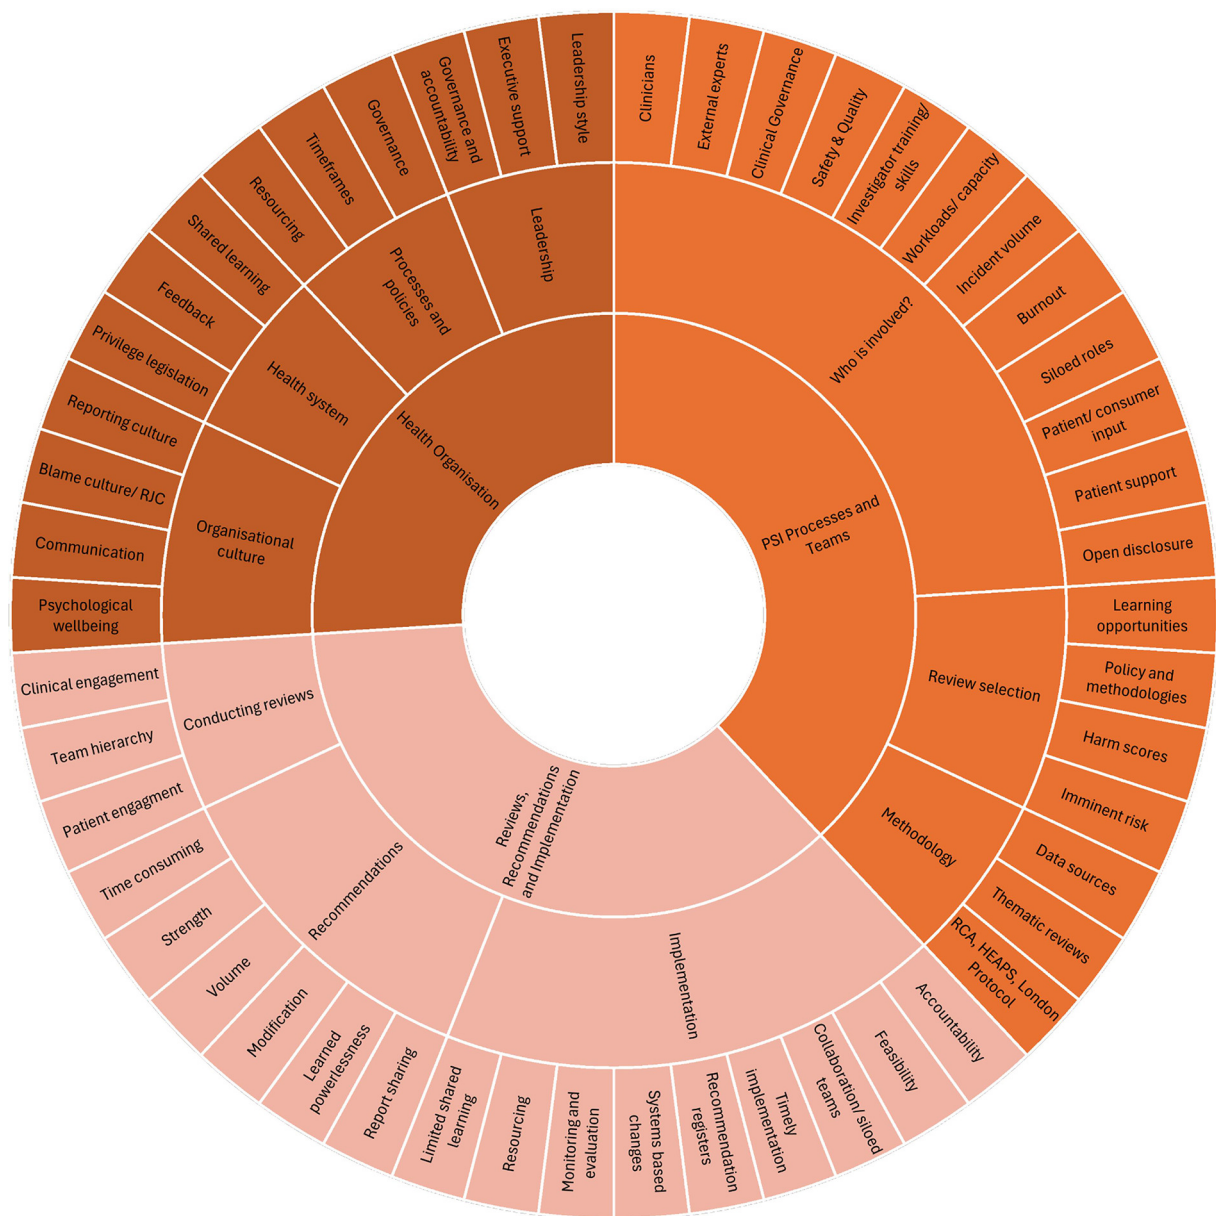 PSI Processes and
Teams
Who is involved?
Clinicians
External experts
Clinical Governance
Safety & Quality
Investigator training/
skills
Workloads/ capacity
Incident volume
Burnout
Siloed roles
Patient/ consumer
input
Patient support
Open disclosure
Review selection
Learning
opportunities
Policy and
methodologies
Harm scores
Imminent risk
Methodology
Data sources
Thematic reviews
RCA, HEAPS, London
Protocol
Reviews,
Recommendations
and Implementation
Implementation
Accountability
Feasibility
Collaboration/ siloed
teams
Timely
implementation
Recommendation
registers
Systems based
changes
Monitoring and
evaluation
Resourcing
Limited shared
learning
Recommendations
Report sharing
Learned
powerlessness
Modification
Volume
Strength
Time consuming
Conducting reviews
Patient engagment
Team hierarchy
Clinical engagement
Health Organisation
Organisational
culture
Psychological
wellbeing
Communication
Blame culture/ RJC
Reporting culture
Health system
Privilege legislation
Feedback
Shared learning
Processes and
policies
Resourcing
Timeframes
Governance
Leadership
Governance and
accountability
Executive support
Leadership style